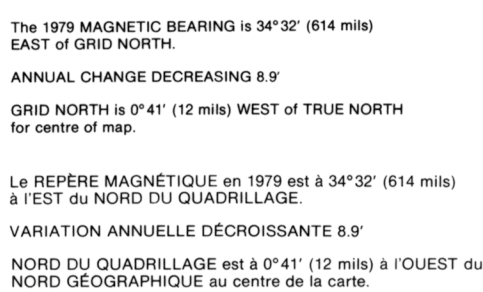 The 1979 MAGNETIC BEARING is 34°32′ (614 mils)
EAST of GRID NORTH.
ANNUAL CHANGE DECREASING 8.9′
GRID NORTH is 0°41′ (12 mils) WEST of TRUE NORTH
for centre of map.
Le REPÈRE MAGNÉTIQUE en 1979 est à 34°32′ (614 mils)
à l'EST du NORD DU QUADRILLAGE.
VARIATION ANNUELLE DÉCROISSANTE 8.9′
NORD DU QUADRILLAGE est à 0°41′ (12 mils) à l'OUEST du
NORD GÉOGRAPHIQUE au centre de la carte.